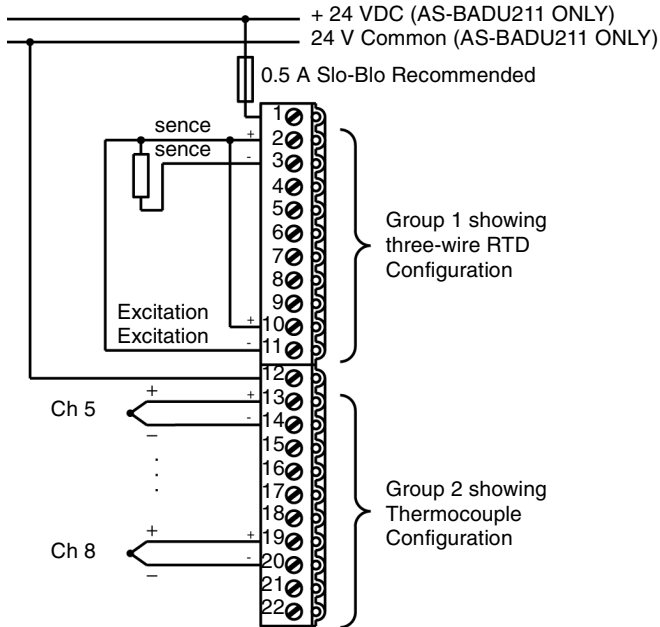 + 24 VDC (AS-BADU211 ONLY)
24 V Common (AS-BADU211 ONLY)
0.5 A Slo-Blo Recommended
1
sence + 2
sence - 3
4
5
6
7
8
9
Excitation + 10
Excitation - 11
Group 1 showing
three-wire RTD
Configuration
12
Ch 5
+ + 13
– - 14
15
16
17
18
Ch 8
+ + 19
– - 20
21
22
Group 2 showing
Thermocouple
Configuration